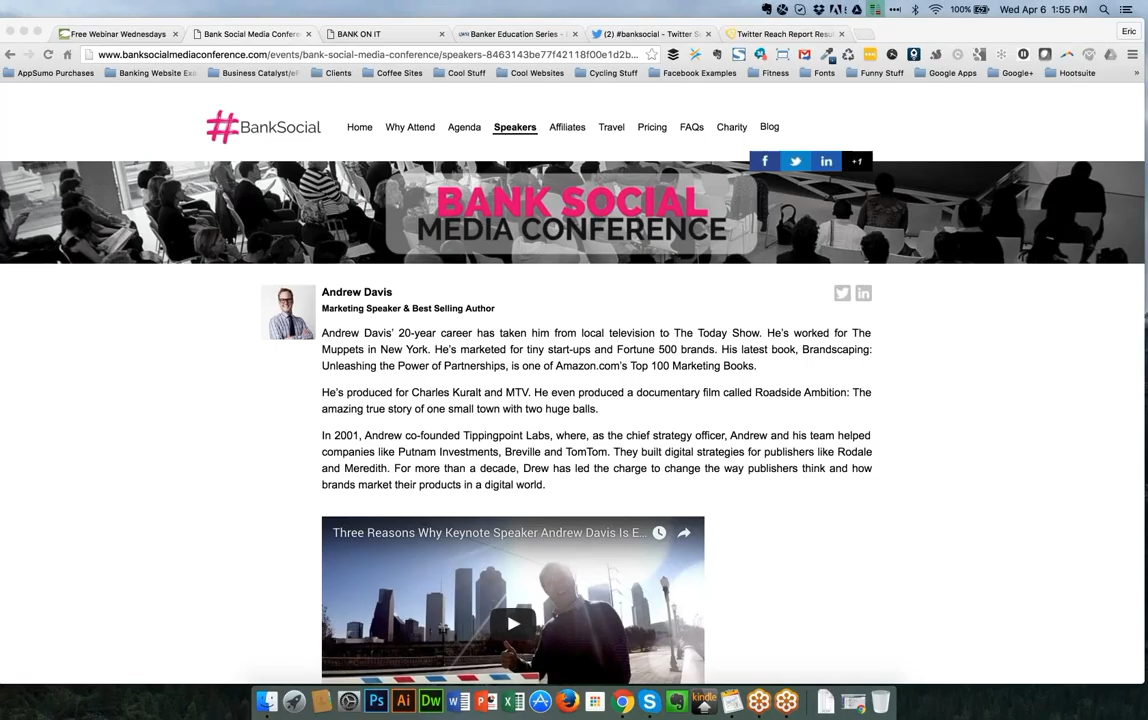 100%
Wed Apr 6 1:55 PM
Free Webinar Wednesdays
Bank Social Media Confere
BANK ON IT
Banker Education Series -
(2) #banksocial - Twitter S
Twitter Reach Report Resu
Eric
www.banksocialmediaconference.com/events/bank-social-media-conference/speakers-8463143be77f42118f00e1d2b...
AppSumo Purchases
Banking Website Exa
Business Catalyst/eF
Clients
Coffee Sites
Cool Stuff
Cool Websites
Cycling Stuff
Facebook Examples
Fitness
Fonts
Funny Stuff
Google Apps
Google+
Hootsuite
»
#BankSocial
Home
Why Attend
Agenda
Speakers
Affiliates
Travel
Pricing
FAQs
Charity
Blog
f
in
+1
BANK SOCIAL
MEDIA CONFERENCE
Andrew Davis
in
Marketing Speaker & Best Selling Author
Andrew Davis' 20-year career has taken him from local television to The Today Show. He's worked for The
Muppets in New York. He's marketed for tiny start-ups and Fortune 500 brands. His latest book, Brandscaping:
Unleashing the Power of Partnerships, is one of Amazon.com's Top 100 Marketing Books.
He's produced for Charles Kuralt and MTV. He even produced a documentary film called Roadside Ambition: The
amazing true story of one small town with two huge balls.
In 2001, Andrew co-founded Tippingpoint Labs, where, as the chief strategy officer, Andrew and his team helped
companies like Putnam Investments, Breville and TomTom. They built digital strategies for publishers like Rodale
and Meredith. For more than a decade, Drew has led the charge to change the way publishers think and how
brands market their products in a digital world.
Three Reasons Why Keynote Speaker Andrew Davis Is E...
Ps
Ai
Dw
kindle